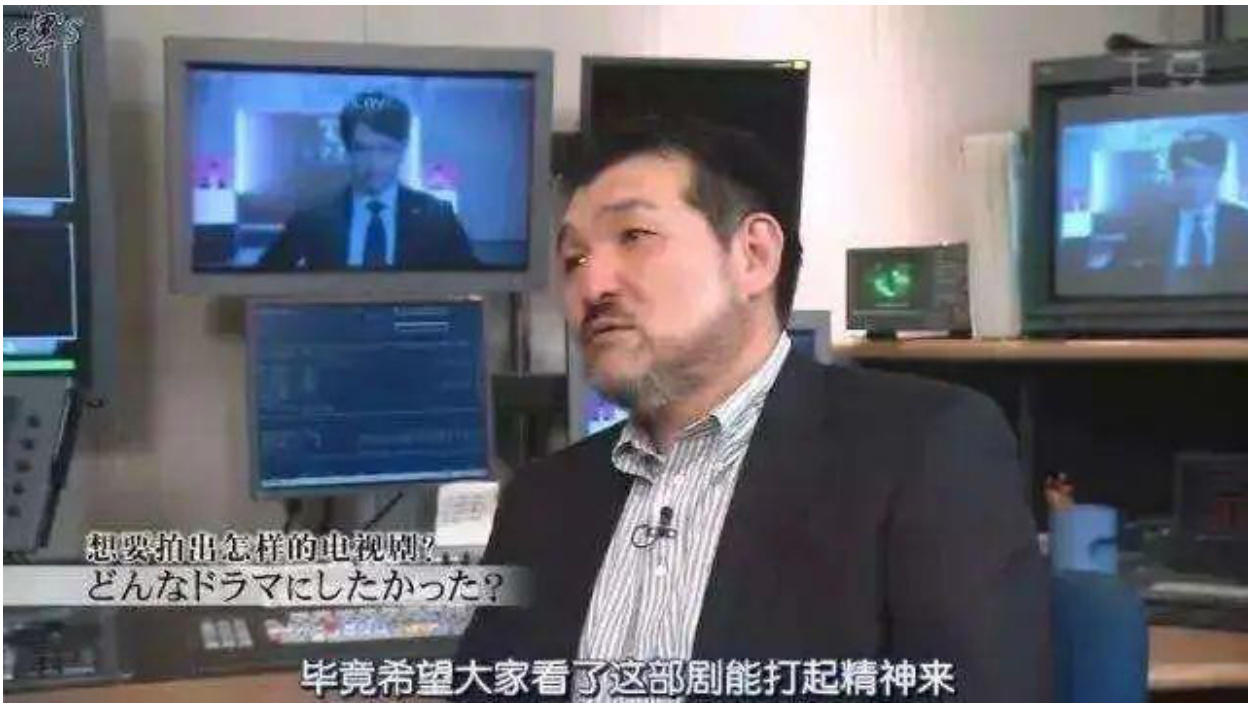 想要拍出怎样的电视剧?
どんなドラマにしたかった?
毕竟希望大家看了这部剧能打起精神来